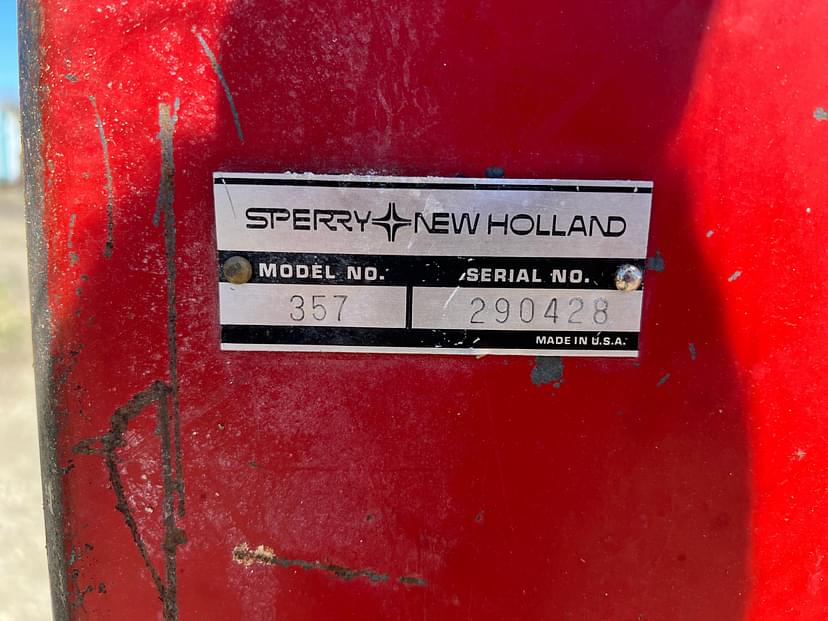 SPERRY NEW HOLLAND
MODEL NO. SERIAL NO.
357 290428
MADE IN U.S.A.